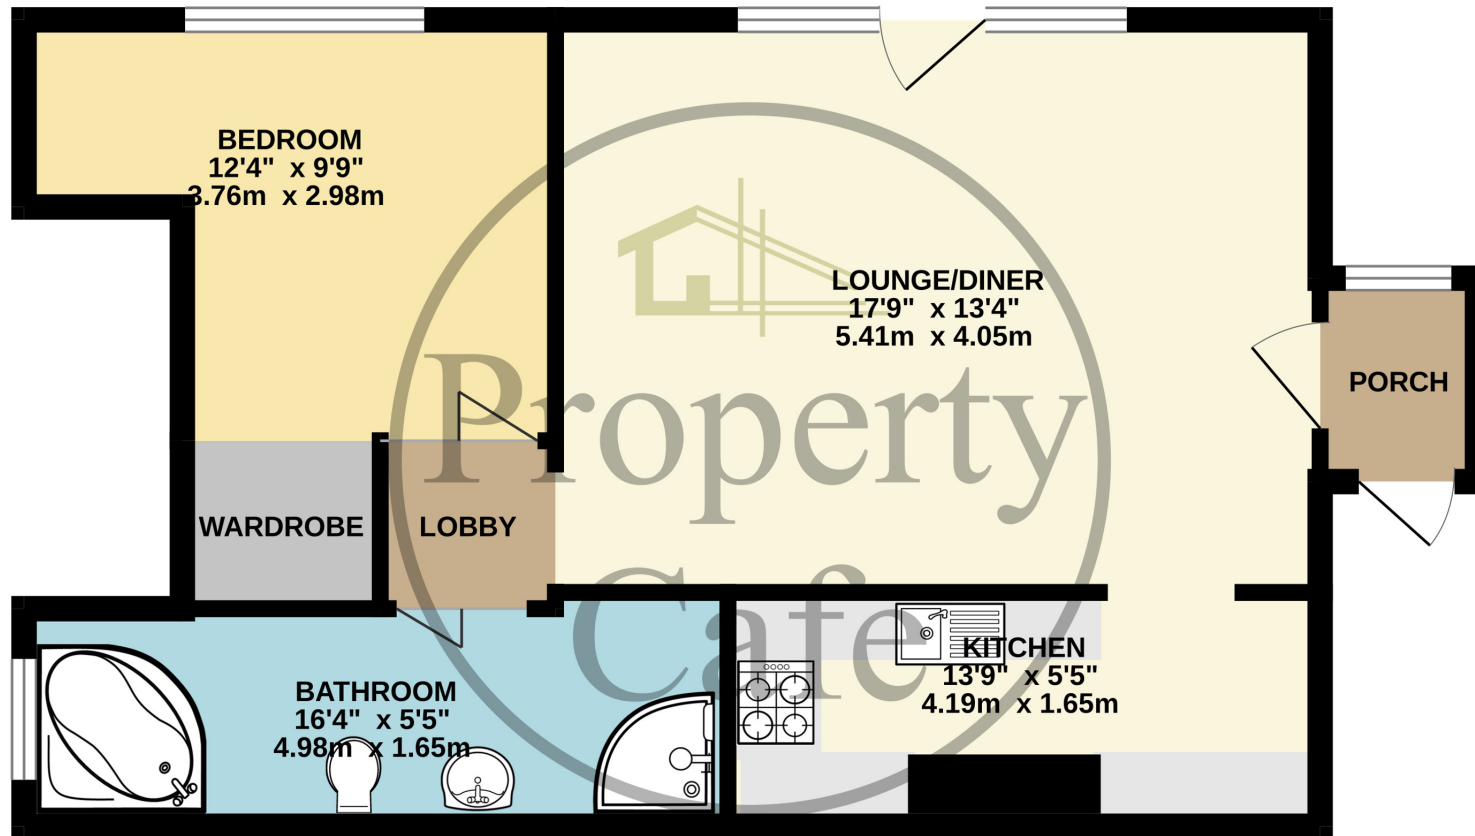 BEDROOM
12'4" x 9'9"
3.76m x 2.98m
LOUNGE/DINER
17'9" x 13'4"
5.41m x 4.05m
PORCH
Property
Cafe
WARDROBE
LOBBY
KITCHEN
13'9" x 5'5"
4.19m x 1.65m
BATHROOM
16'4" x 5'5"
4.98m x 1.65m